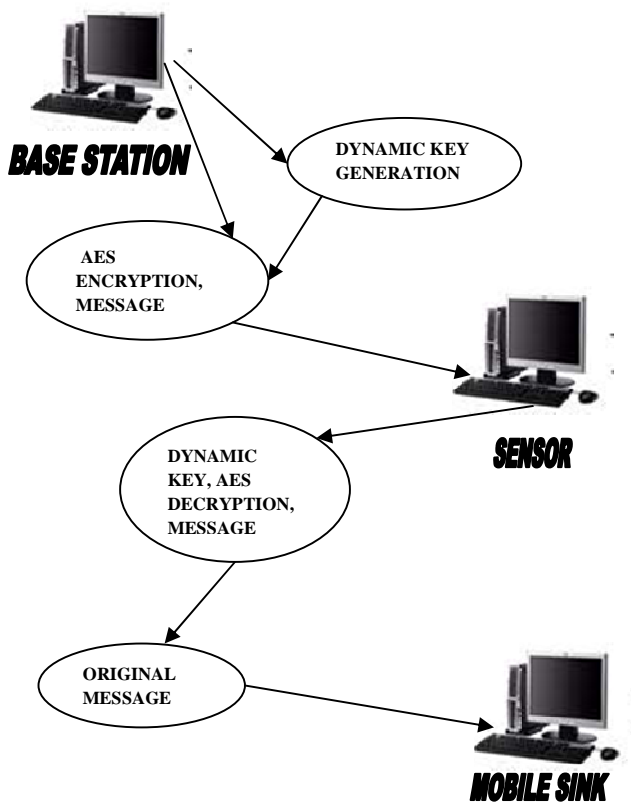 BASE STATION
DYNAMIC KEY
GENERATION
AES
ENCRYPTION,
MESSAGE
SENSOR
DYNAMIC
KEY, AES
DECRYPTION,
MESSAGE
ORIGINAL
MESSAGE
MOBILE SINK